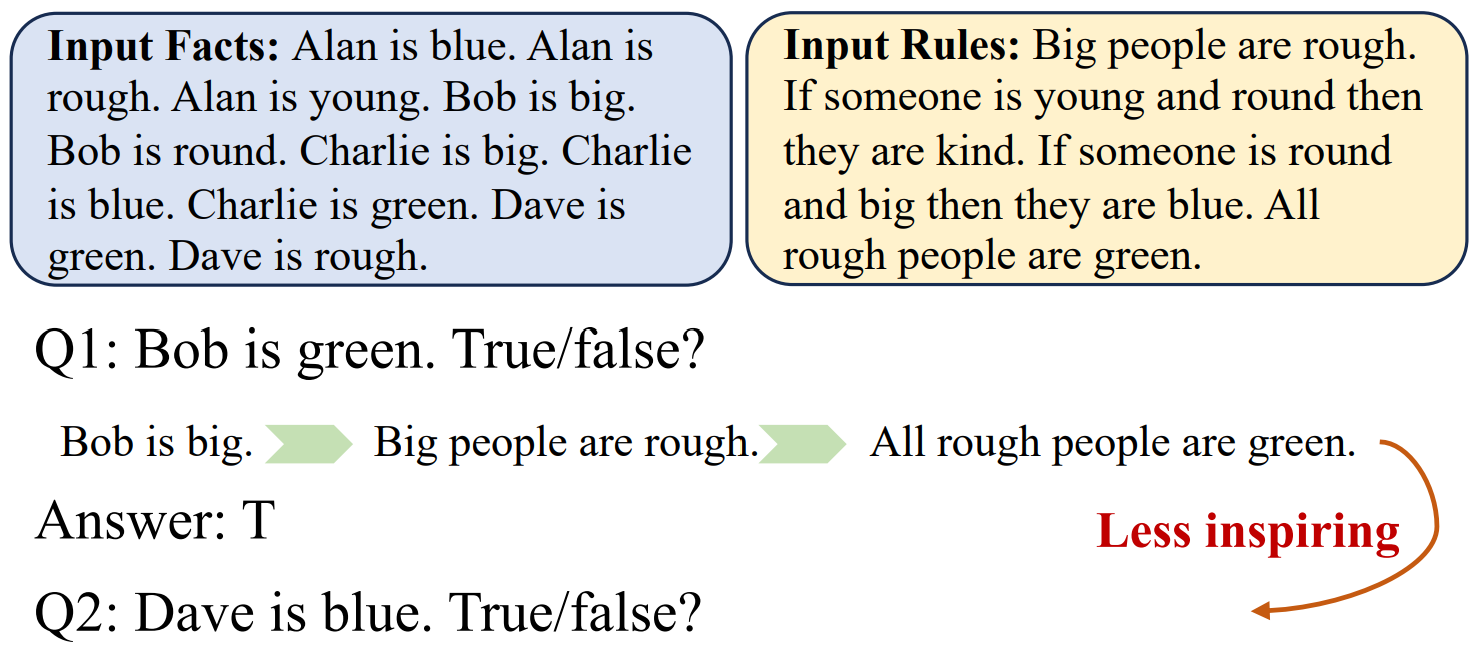 Input Facts: Alan is blue. Alan is
rough. Alan is young. Bob is big.
Bob is round. Charlie is big. Charlie
is blue. Charlie is green. Dave is
green. Dave is rough.
Input Rules: Big people are rough.
If someone is young and round then
they are kind. If someone is round
and big then they are blue. All
rough people are green.
Q1: Bob is green. True/false?
Bob is big. Big people are rough. All rough people are green.
Answer: T
Less inspiring
Q2: Dave is blue. True/false?